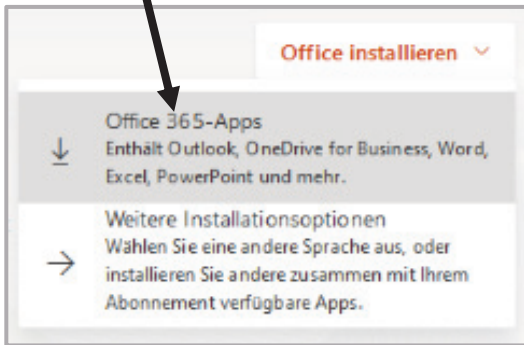 Office installieren
Office 365-Apps
Enthält Outlook, OneDrive for Business, Word,
Excel, PowerPoint und mehr.
Weitere Installationsoptionen
Wählen Sie eine andere Sprache aus, oder
installieren Sie andere zusammen mit Ihrem
Abonnement verfügbare Apps.